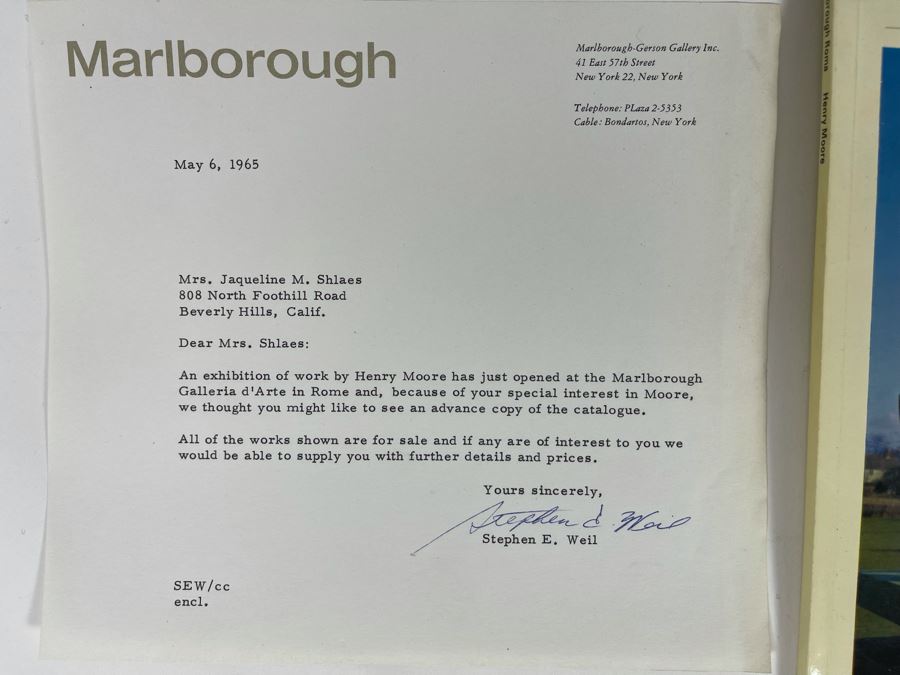 Marlborough
Marlborough-Gerson Gallery Inc.
41 East 57th Street
New York 22, New York
Telephone: PLaza 2-5353
Cable: Bondartos, New York
May 6, 1965
Mrs. Jaqueline M. Shlaes
808 North Foothill Road
Beverly Hills, Calif.
Dear Mrs. Shlaes:
An exhibition of work by Henry Moore has just opened at the Marlborough
Galleria d'Arte in Rome and, because of your special interest in Moore,
we thought you might like to see an advance copy of the catalogue.
All of the works shown are for sale and if any are of interest to you we
would be able to supply you with further details and prices.
Yours sincerely,
Stephen E. Weil
Stephen E. Weil
SEW/cc
encl.
Roma Henry Moore